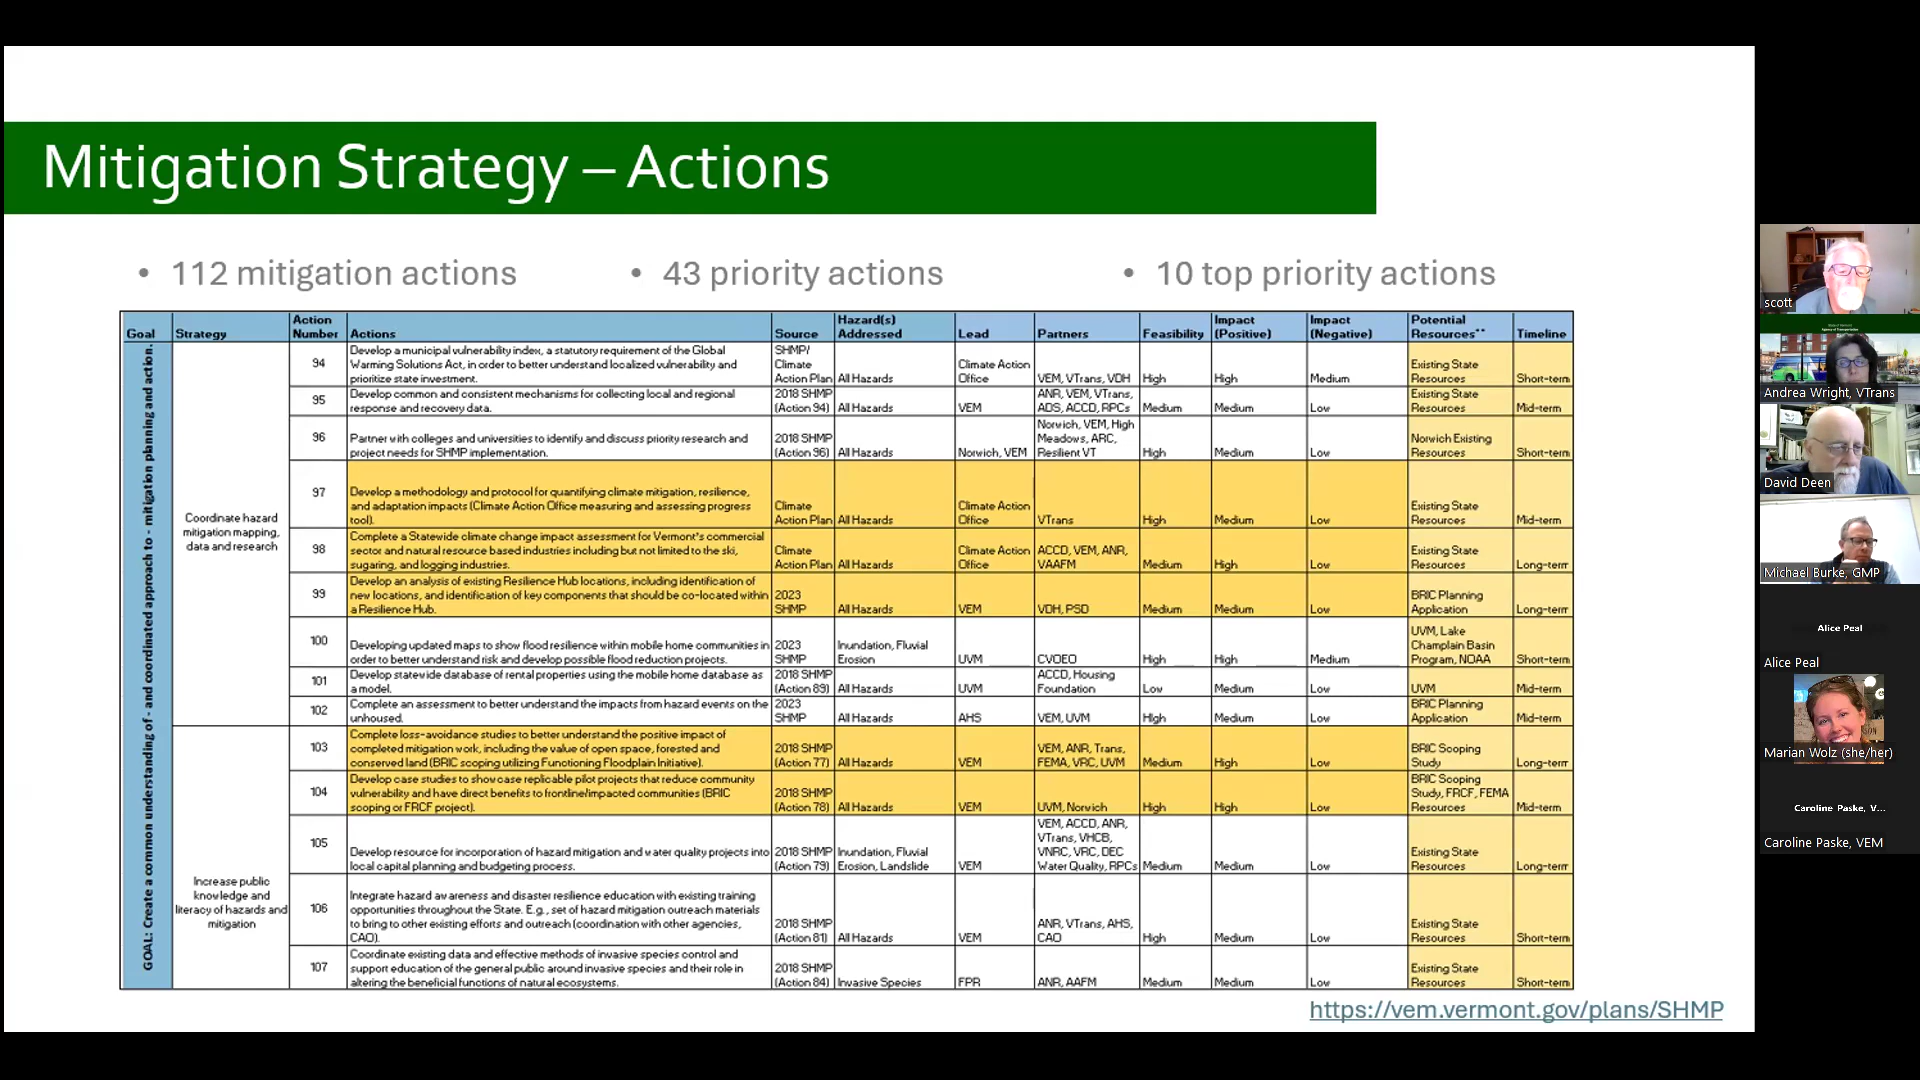 Mitigation Strategy – Actions
• 112 mitigation actions
• 43 priority actions
• 10 top priority actions
Goal Strategy Action Number Actions Source Hazard(s) Addressed Lead Partners Feasibility Impact (Positive) Impact (Negative) Potential Resources** Timeline
GOAL: Create a common understanding of - and coordinated approach to - mitigation planning and action.
Coordinate hazard
mitigation mapping,
data and research
94 Develop a municipal vulnerability index, a statutory requirement of the Global
Warming Solutions Act, in order to better understand localized vulnerability and
prioritize state investment.
SHMP/
Climate
Action Plan
All Hazards
Climate Action
Office
VEM, VTrans, VDH
High
High
Medium
Existing State
Resources
Short-term
95 Develop common and consistent mechanisms for collecting local and regional
response and recovery data.
2018 SHMP
(Action 94)
All Hazards
VEM
ANR, VEM, VTrans,
ADS, ACCD, RPCs
Medium
Medium
Low
Existing State
Resources
Mid-term
96 Partner with colleges and universities to identify and discuss priority research and
project needs for SHMP implementation.
2018 SHMP
(Action 96)
All Hazards
Norwich, VEM
Norwich, VEM, High
Meadows, ARC,
Resilient VT
High
Medium
Low
Norwich Existing
Resources
Short-term
97 Develop a methodology and protocol for quantifying climate mitigation, resilience,
and adaptation impacts (Climate Action Office measuring and assessing progress
tool).
Climate
Action Plan
All Hazards
Climate Action
Office
VTrans
High
Medium
Low
Existing State
Resources
Mid-term
98 Complete a Statewide climate change impact assessment for Vermont's commercial
sector and natural resource based industries including but not limited to the ski,
sugaring, and logging industries.
Climate
Action Plan
All Hazards
Climate Action
Office
ACCD, VEM, ANR,
VAAFM
Medium
High
Low
Existing State
Resources
Long-term
99 Develop an analysis of existing Resilience Hub locations, including identification of
new locations, and identification of key components that should be co-located within
a Resilience Hub.
2023
SHMP
All Hazards
VEM
VDH, PSD
Medium
Medium
Low
BRIC Planning
Application
Long-term
100 Developing updated maps to show flood resilience within mobile home communities in
order to better understand risk and develop possible flood reduction projects.
2023
SHMP
Inundation, Fluvial
Erosion
UVM
CVOEO
High
High
Medium
UVM, Lake
Champlain Basin
Program, NOAA
Short-term
101 Develop statewide database of rental properties using the mobile home database as
a model.
2018 SHMP
(Action 89)
All Hazards
UVM
ACCD, Housing
Foundation
Low
Medium
Low
UVM
Mid-term
102 Complete an assessment to better understand the impacts from hazard events on the
unhoused.
2023
SHMP
All Hazards
AHS
VEM, UVM
High
Medium
Low
BRIC Planning
Application
Mid-term
Increase public
knowledge and
literacy of hazards and
mitigation
103 Complete loss-avoidance studies to better understand the positive impact of
completed mitigation work, including the value of open space, forested and
conserved land (BRIC scoping utilizing Functioning Floodplain Initiative).
2018 SHMP
(Action 77)
All Hazards
VEM
VEM, ANR, Trans,
FEMA, VRC, UVM
Medium
High
Low
BRIC Scoping
Study
Long-term
104 Develop case studies to showcase replicable pilot projects that reduce community
vulnerability and have direct benefits to frontline/impacted communities (BRIC
scoping or FRCF project).
2018 SHMP
(Action 78)
All Hazards
VEM
UVM, Norwich
High
High
Low
BRIC Scoping
Study, FRCF, FEMA
Resources
Mid-term
105 Develop resource for incorporation of hazard mitigation and water quality projects into
local capital planning and budgeting process.
2018 SHMP
(Action 79)
Inundation, Fluvial
Erosion, Landslide
VEM
VEM, ACCD, ANR,
VTrans, VHCB,
VNRC, VRC, DEC
Water Quality, RPCs
Medium
Medium
Low
Existing State
Resources
Long-term
106 Integrate hazard awareness and disaster resilience education with existing training
opportunities throughout the State. E.g., set of hazard mitigation outreach materials
to bring to other existing efforts and outreach (coordination with other agencies,
CAO).
2018 SHMP
(Action 81)
All Hazards
VEM
ANR, VTrans, AHS,
CAO
High
Medium
Low
Existing State
Resources
Short-term
107 Coordinate existing data and effective methods of invasive species control and
support education of the general public around invasive species and their role in
altering the beneficial functions of natural ecosystems.
2018 SHMP
(Action 84)
Invasive Species
FPR
ANR, AAFM
Medium
Medium
Low
Existing State
Resources
Short-term
https://vem.vermont.gov/plans/SHMP
scott
Andrea Wright, VTrans
David Deen
Michael Burke, GMP
Alice Peal
Alice Peal
Marian Wolz (she/her)
Caroline Paske, V...
Caroline Paske, VEM